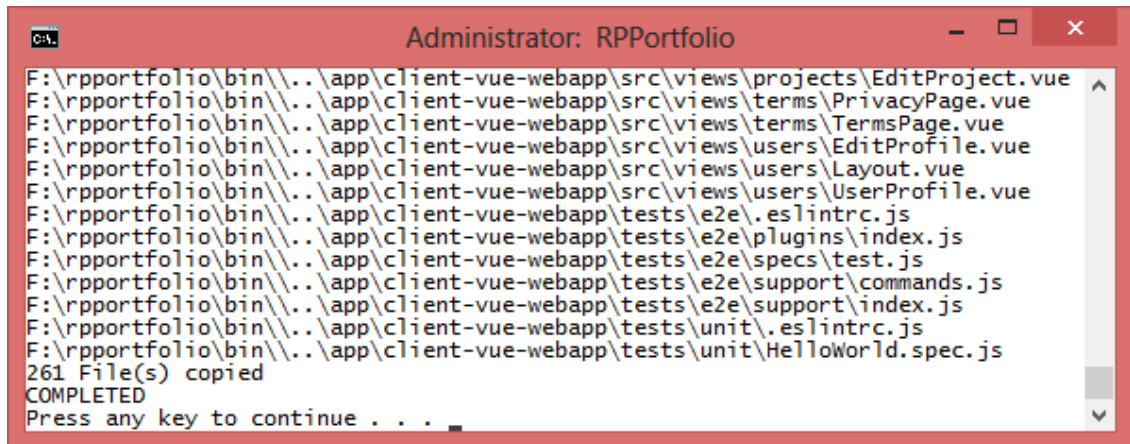 Administrator: RPPortfolio
F:\rpportfolio\bin\\..\app\client-vue-webapp\src\views\projects\EditProject.vue
F:\rpportfolio\bin\\..\app\client-vue-webapp\src\views\terms\PrivacyPage.vue
F:\rpportfolio\bin\\..\app\client-vue-webapp\src\views\terms\TermsPage.vue
F:\rpportfolio\bin\\..\app\client-vue-webapp\src\views\users\EditProfile.vue
F:\rpportfolio\bin\\..\app\client-vue-webapp\src\views\users\Layout.vue
F:\rpportfolio\bin\\..\app\client-vue-webapp\src\views\users\UserProfile.vue
F:\rpportfolio\bin\\..\app\client-vue-webapp\tests\e2e\.eslintrc.js
F:\rpportfolio\bin\\..\app\client-vue-webapp\tests\e2e\plugins\index.js
F:\rpportfolio\bin\\..\app\client-vue-webapp\tests\e2e\specs\test.js
F:\rpportfolio\bin\\..\app\client-vue-webapp\tests\e2e\support\commands.js
F:\rpportfolio\bin\\..\app\client-vue-webapp\tests\e2e\support\index.js
F:\rpportfolio\bin\\..\app\client-vue-webapp\tests\unit\.eslintrc.js
F:\rpportfolio\bin\\..\app\client-vue-webapp\tests\unit\HelloWorld.spec.js
261 File(s) copied
COMPLETED
Press any key to continue . . .